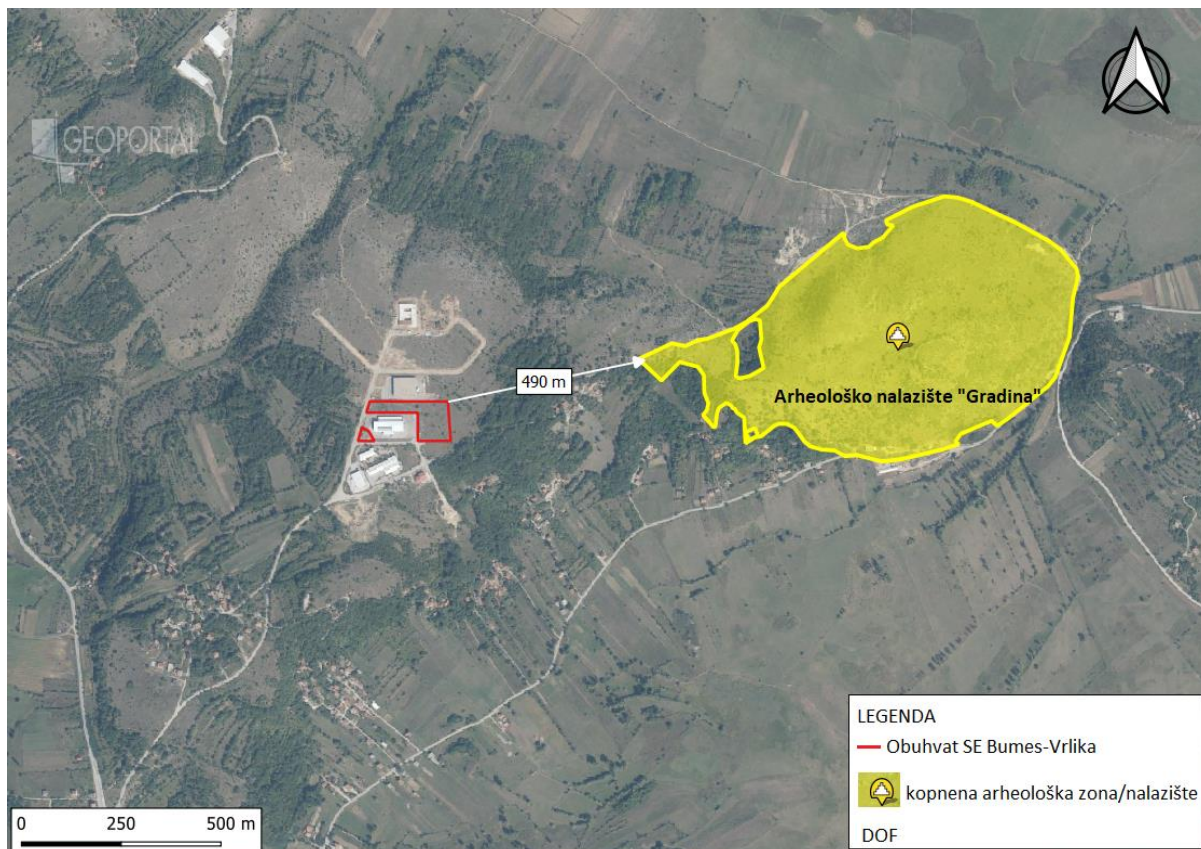 GEOPORTAL
490 m
Arheološko nalazište "Gradina"
LEGENDA
Obuhvat SE Bumes-Vrlika
kopnena arheološka zona/nalazište
DOF
0 250 500 m